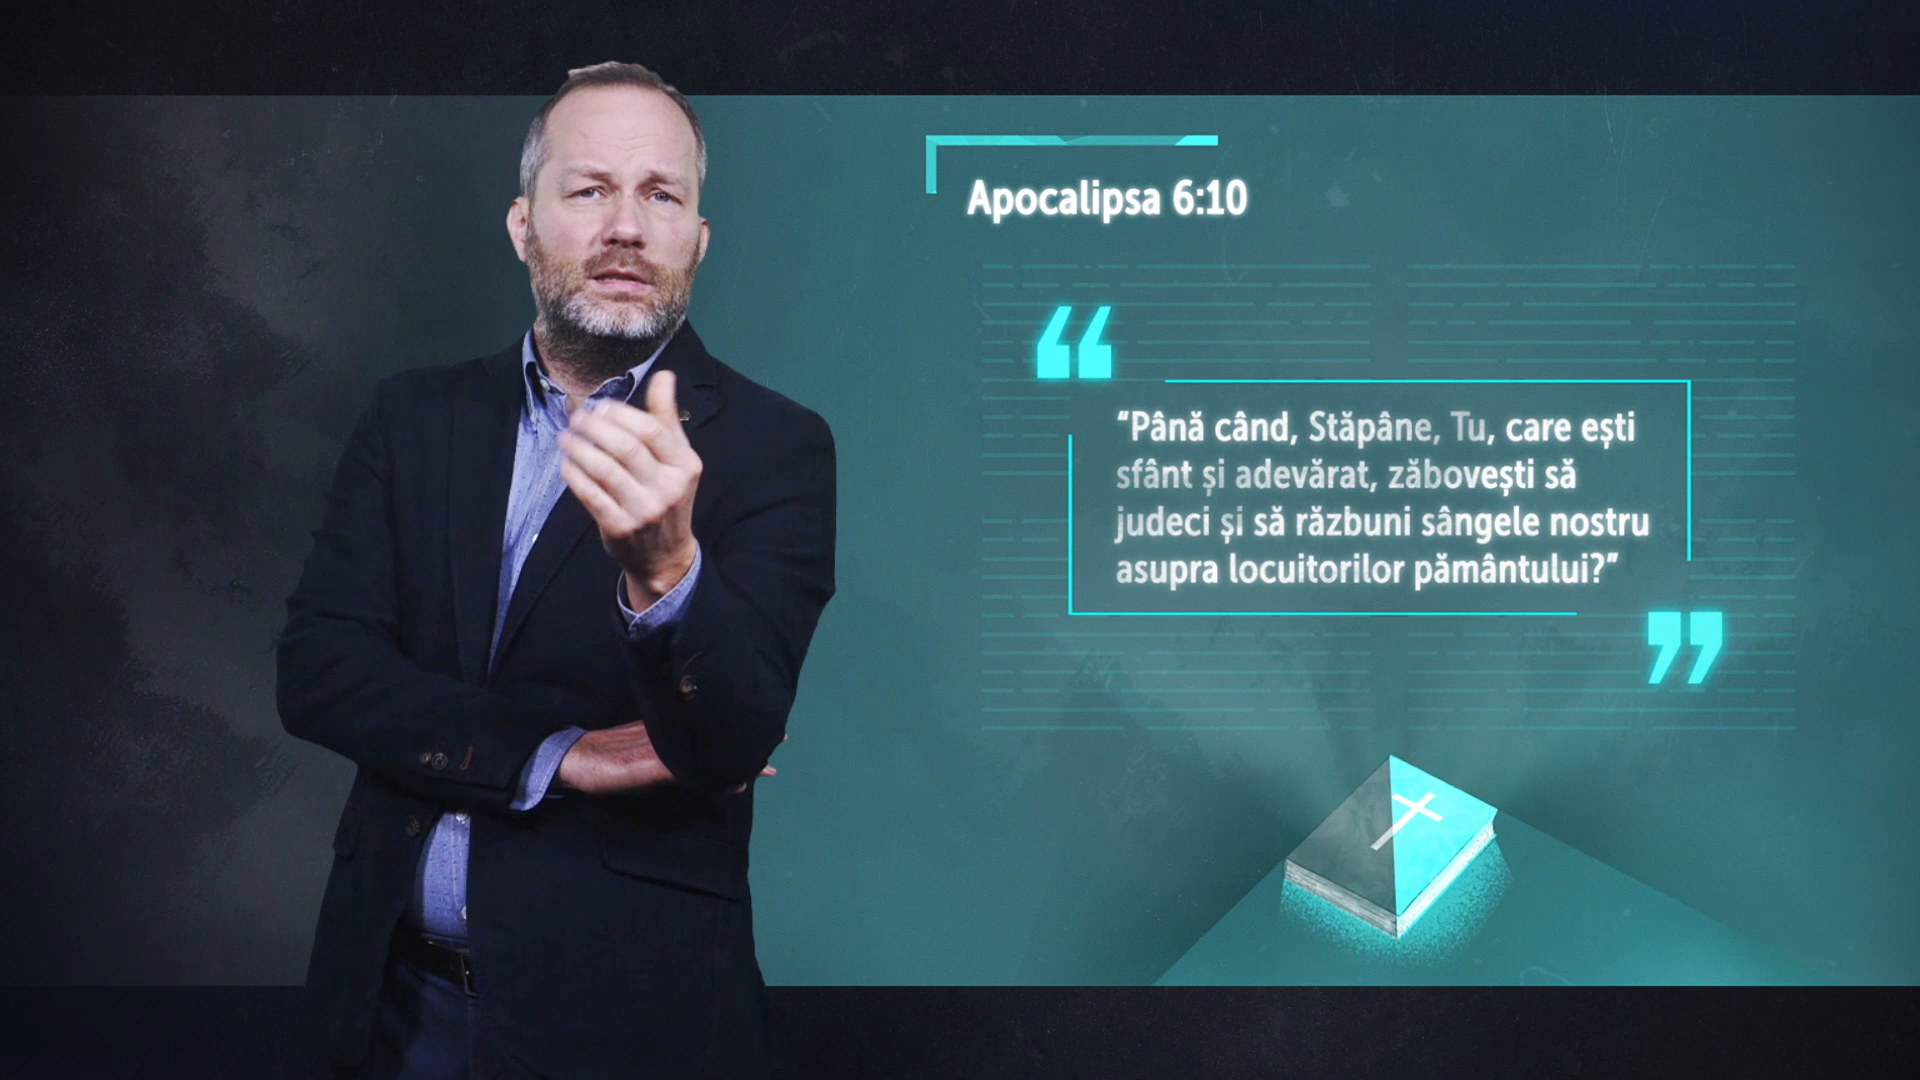 Apocalipsa 6:10
“Până când, Stăpâne, Tu, care ești
sfânt și adevărat, zăbovești să
judeci și să răzbuni sângele nostru
asupra locuitorilor pământului?”